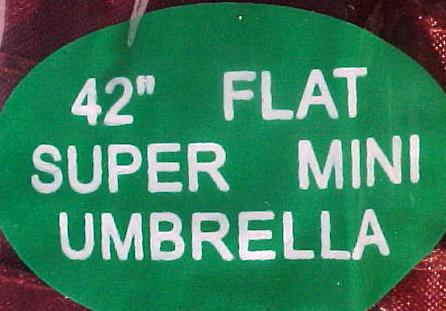 42" FLAT
SUPER MINI
UMBRELLA